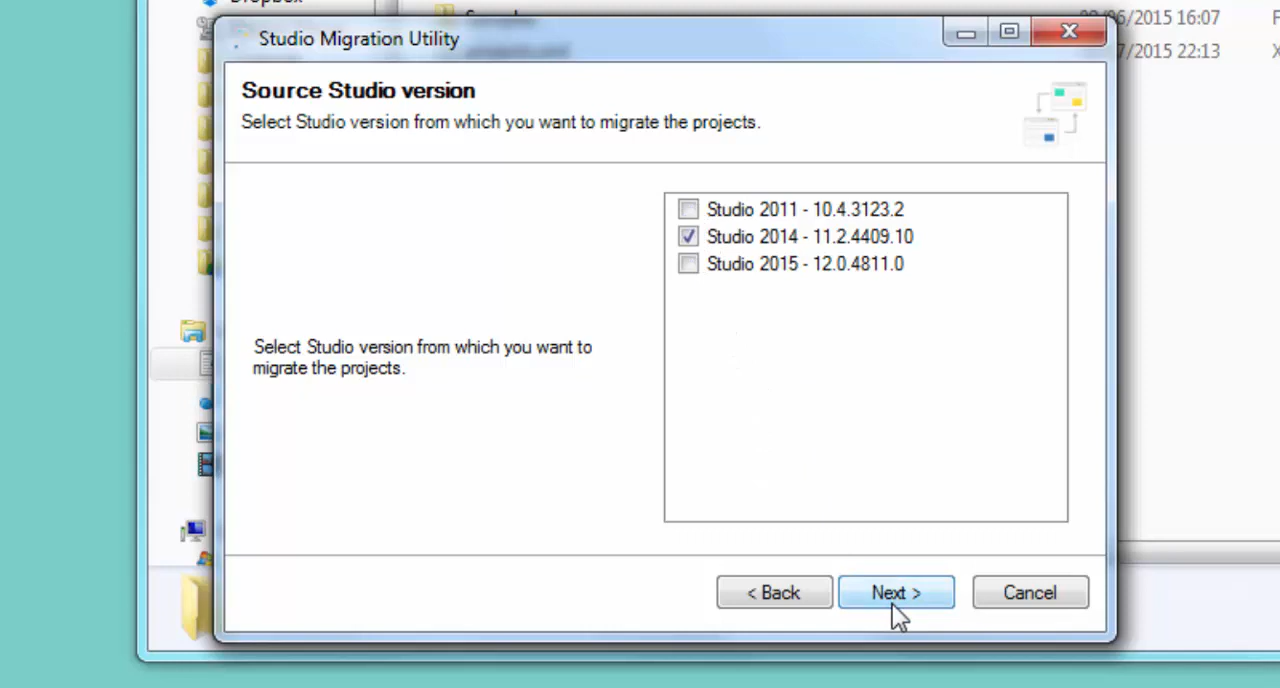 Dropbox
16:07
/2015 22:13
Studio Migration Utility
Source Studio version
Select Studio version from which you want to migrate the projects.
Studio 2011 - 10.4.3123.2
Studio 2014 - 11.2.4409.10
Studio 2015 - 12.0.4811.0
Select Studio version from which you want to
migrate the projects.
< Back
Next >
Cancel